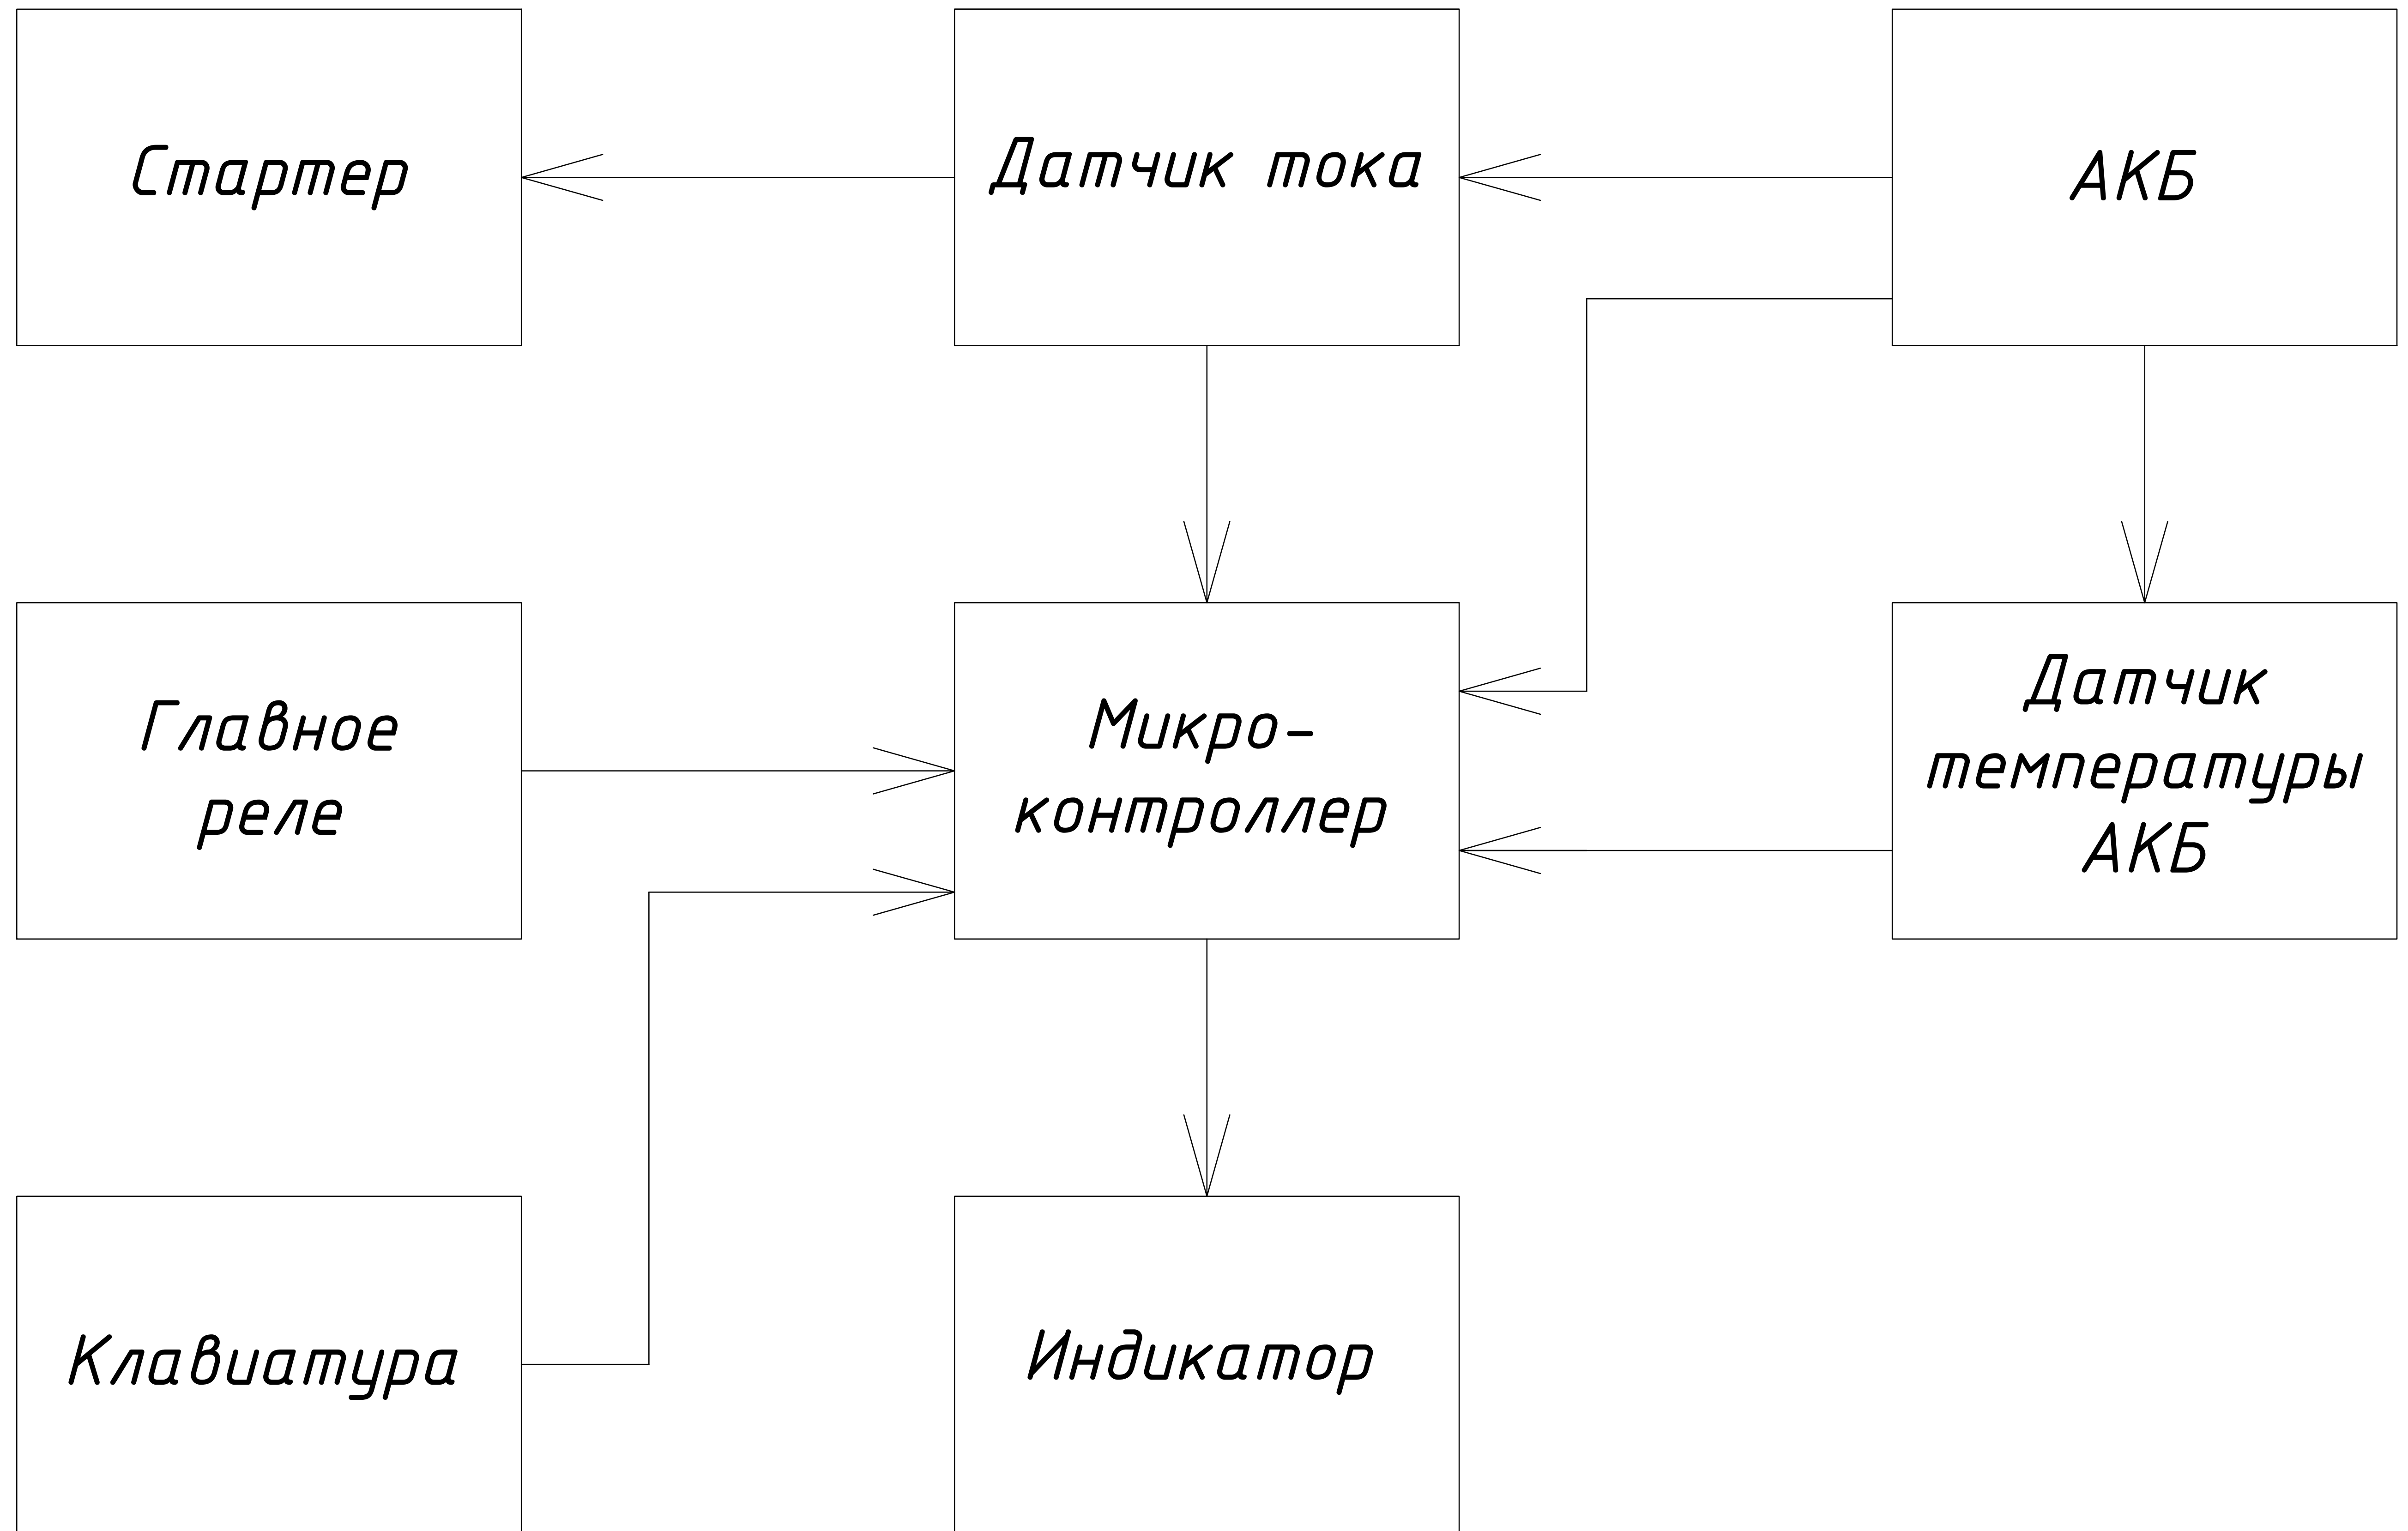 Стартер
Датчик тока
АКБ
Главное
реле
Микро-
контроллер
Датчик
температуры
АКБ
Клавиатура
Индикатор